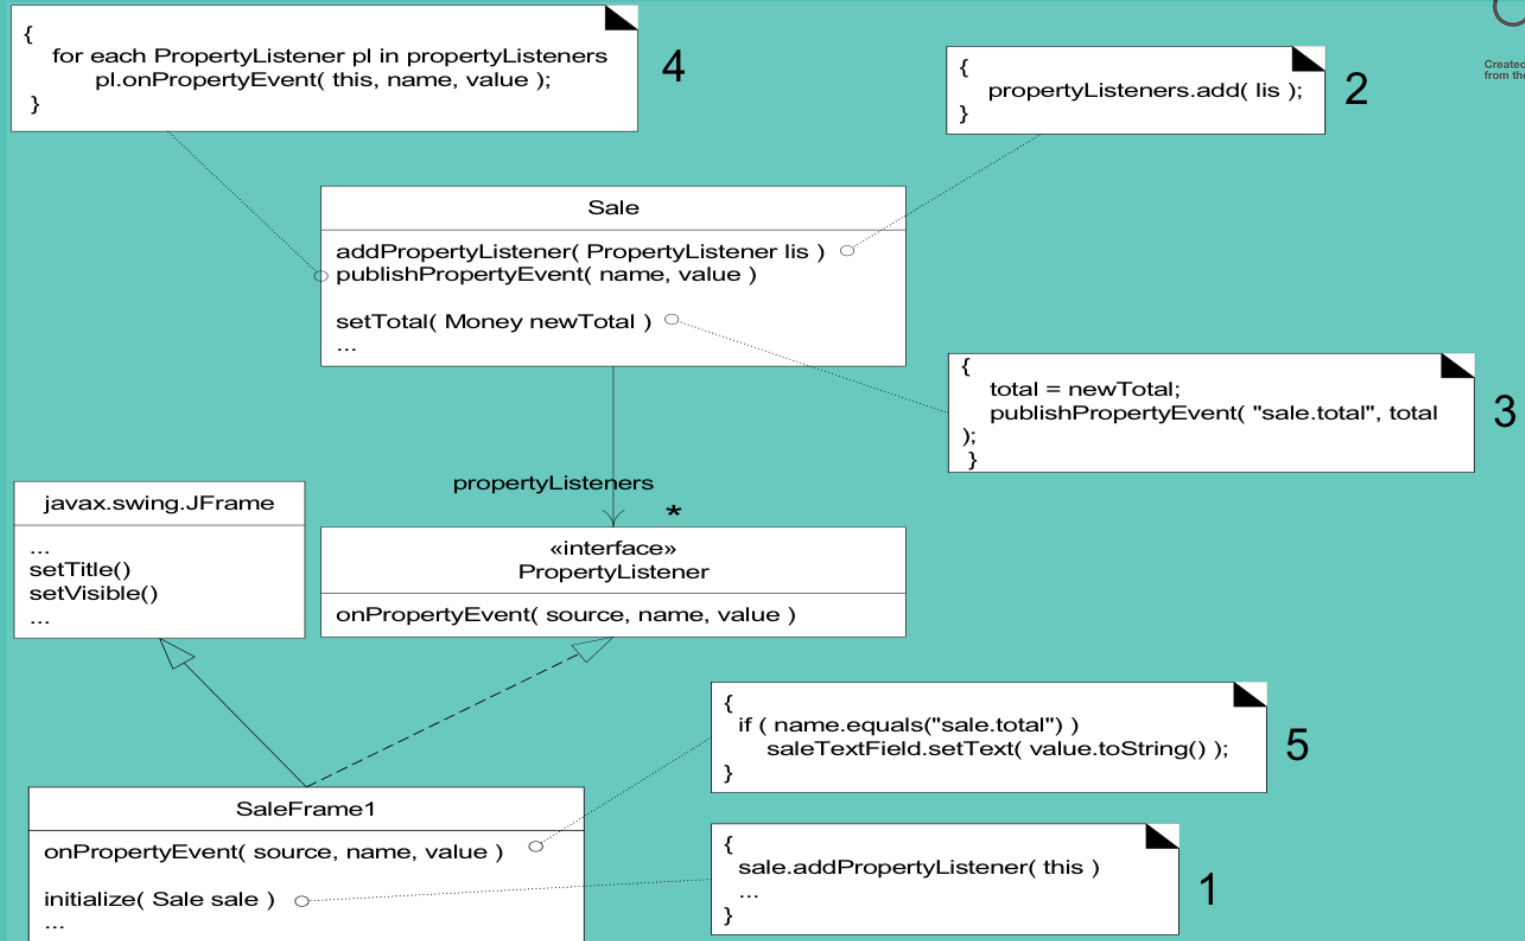 {
for each PropertyListener pl in propertyListeners
pl.onPropertyEvent( this, name, value );
}
4
{
propertyListeners.add( lis );
}
2
Created
from the
Sale
addPropertyListener( PropertyListener lis )
publishPropertyEvent( name, value )
setTotal( Money newTotal )
...
{
total = newTotal;
publishPropertyEvent( "sale.total", total
);
}
3
propertyListeners
*
javax.swing.JFrame
...
setTitle()
setVisible()
...
«interface»
PropertyListener
onPropertyEvent( source, name, value )
{
if ( name.equals("sale.total") )
saleTextField.setText( value.toString() );
}
5
SaleFrame1
onPropertyEvent( source, name, value )
initialize( Sale sale )
...
{
sale.addPropertyListener( this )
...
}
1